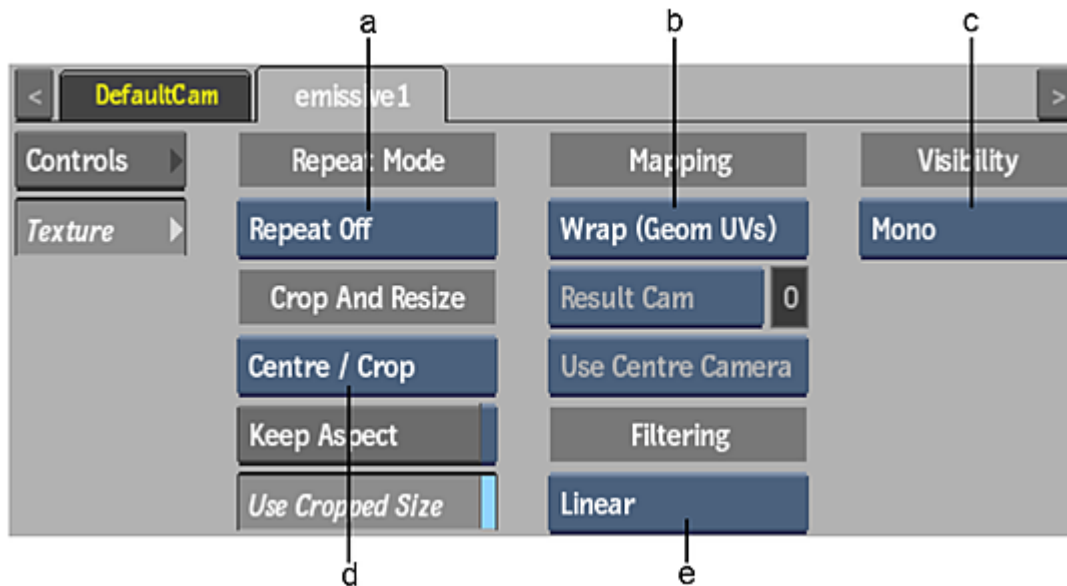 a b c
< DefaultCam emissive1 >
Controls Repeat Mode Mapping Visibility
Texture Repeat Off Wrap (Geom UVs) Mono
Crop And Resize Result Cam 0
Centre / Crop Use Centre Camera
Keep Aspect Filtering
Use Cropped Size Linear
d e